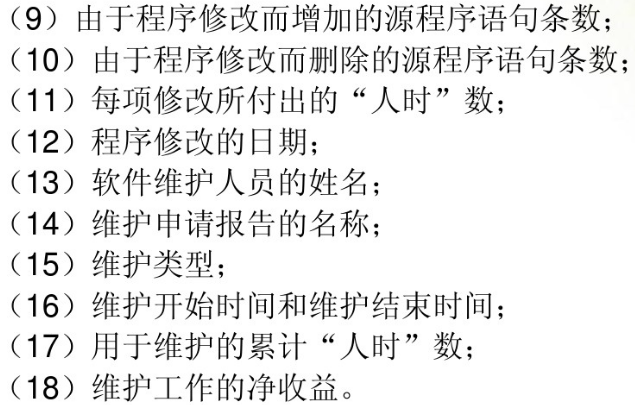 （9）由于程序修改而增加的源程序语句条数；
（10）由于程序修改而删除的源程序语句条数；
（11）每项修改所付出的“人时”数；
（12）程序修改的日期；
（13）软件维护人员的姓名；
（14）维护申请报告的名称；
（15）维护类型；
（16）维护开始时间和维护结束时间；
（17）用于维护的累计“人时”数；
（18）维护工作的净收益。